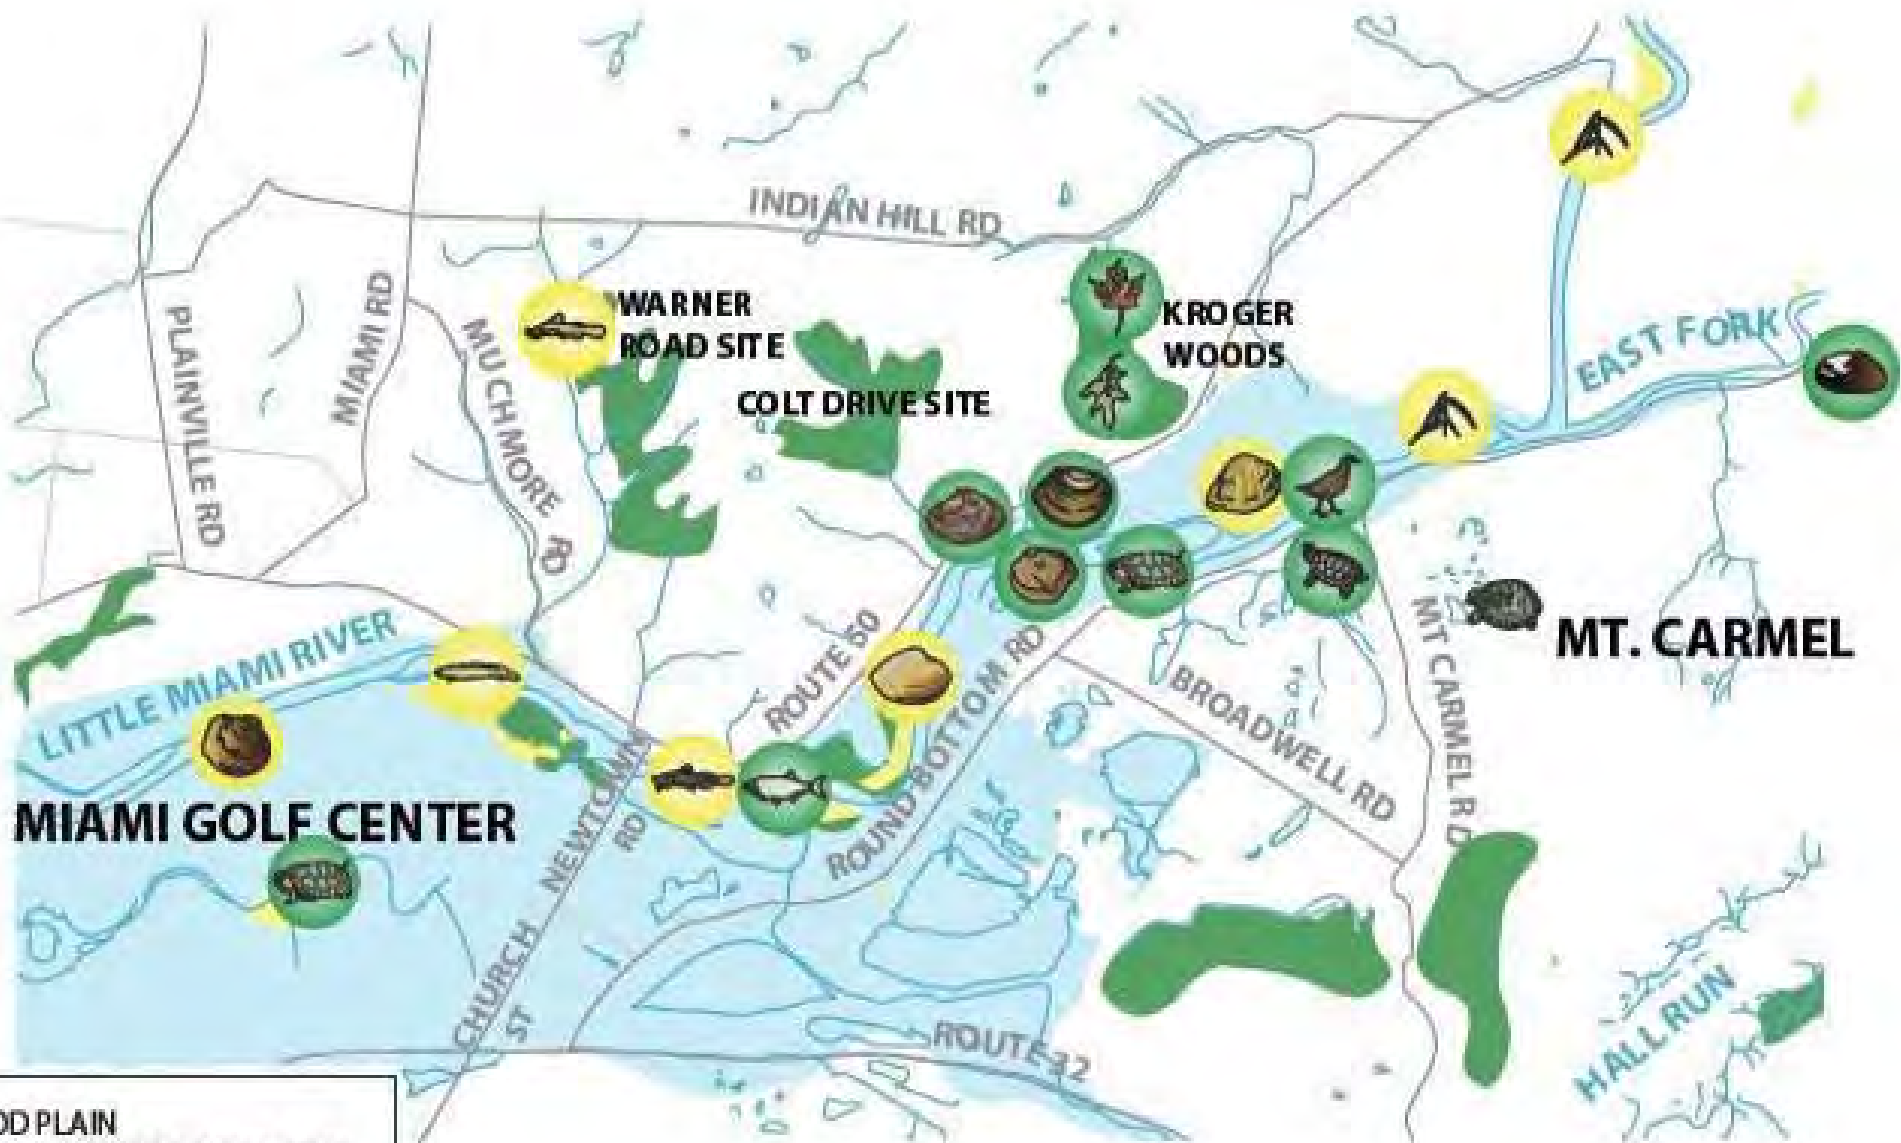 INDIAN HILL RD
WARNER
ROAD SITE
KROGER
WOODS
COLT DRIVE SITE
PLAINVILLE RD
MIAMI RD
MUCHMORE RD
EAST FORK
LITTLE MIAMI RIVER
ROUTE 50
ROUND BOTTOM RD
BROADWELL RD
MT CARMEL RD
MT. CARMEL
MIAMI GOLF CENTER
NEWTOWN
RD
CHURCH
ST
ROUTE 32
HALL RUN
OD PLAIN